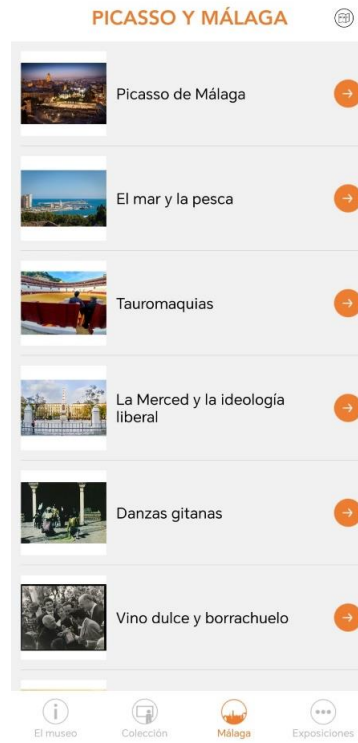 PICASSO Y MÁLAGA
Picasso de Málaga
El mar y la pesca
Tauromaquias
La Merced y la ideología
liberal
Danzas gitanas
Vino dulce y borrachuelo
El museo
Colección
Málaga
Exposiciones